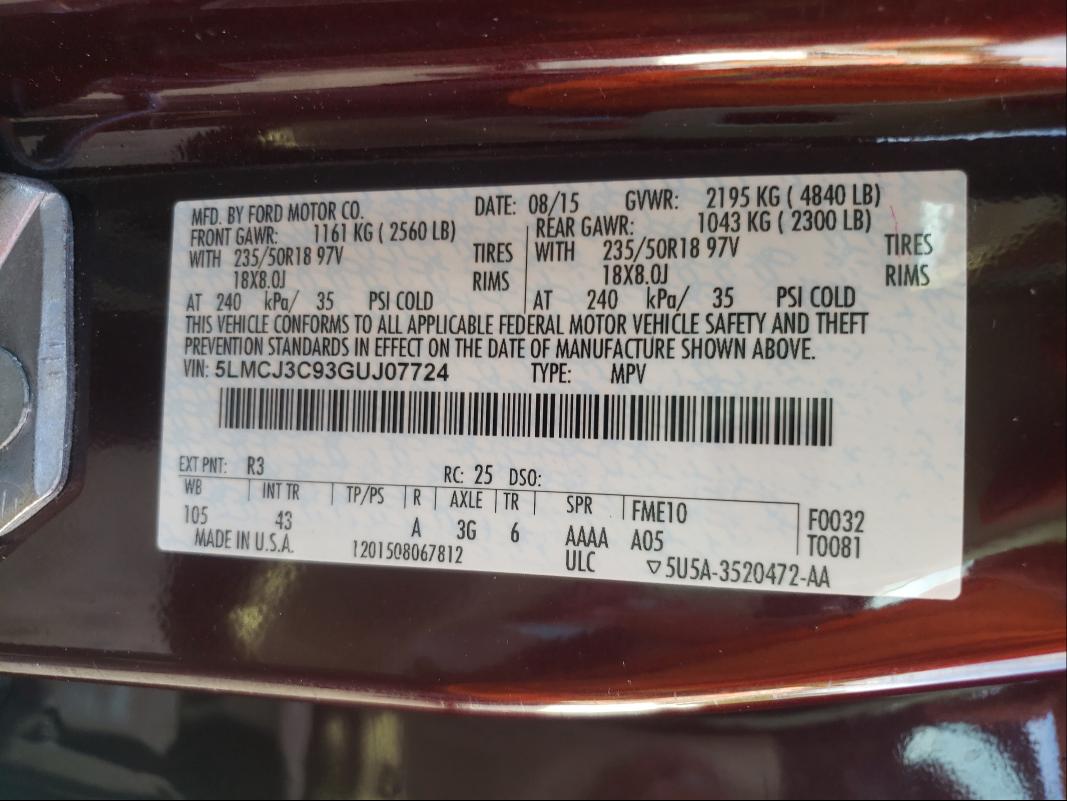 MFD. BY FORD MOTOR CO. DATE: 08/15 GVWR: 2195 KG ( 4840 LB)
FRONT GAWR: 1161 KG ( 2560 LB) REAR GAWR: 1043 KG ( 2300 LB)
WITH 235/50R18 97V TIRES WITH 235/50R18 97V TIRES
18X8.0J RIMS 18X8.0J RIMS
AT 240 kPa/ 35 PSI COLD AT 240 kPa/ 35 PSI COLD
THIS VEHICLE CONFORMS TO ALL APPLICABLE FEDERAL MOTOR VEHICLE SAFETY AND THEFT
PREVENTION STANDARDS IN EFFECT ON THE DATE OF MANUFACTURE SHOWN ABOVE.
VIN: 5LMCJ3C93GUJ07724 TYPE: MPV
EXT PNT: R3 RC: 25 DSO:
WB INT TR TP/PS R AXLE TR SPR FME10 F0032
105 43 A 3G 6 AAAA A05 T0081
MADE IN U.S.A. 1201508067812 ULC ▽5U5A-3520472-AA